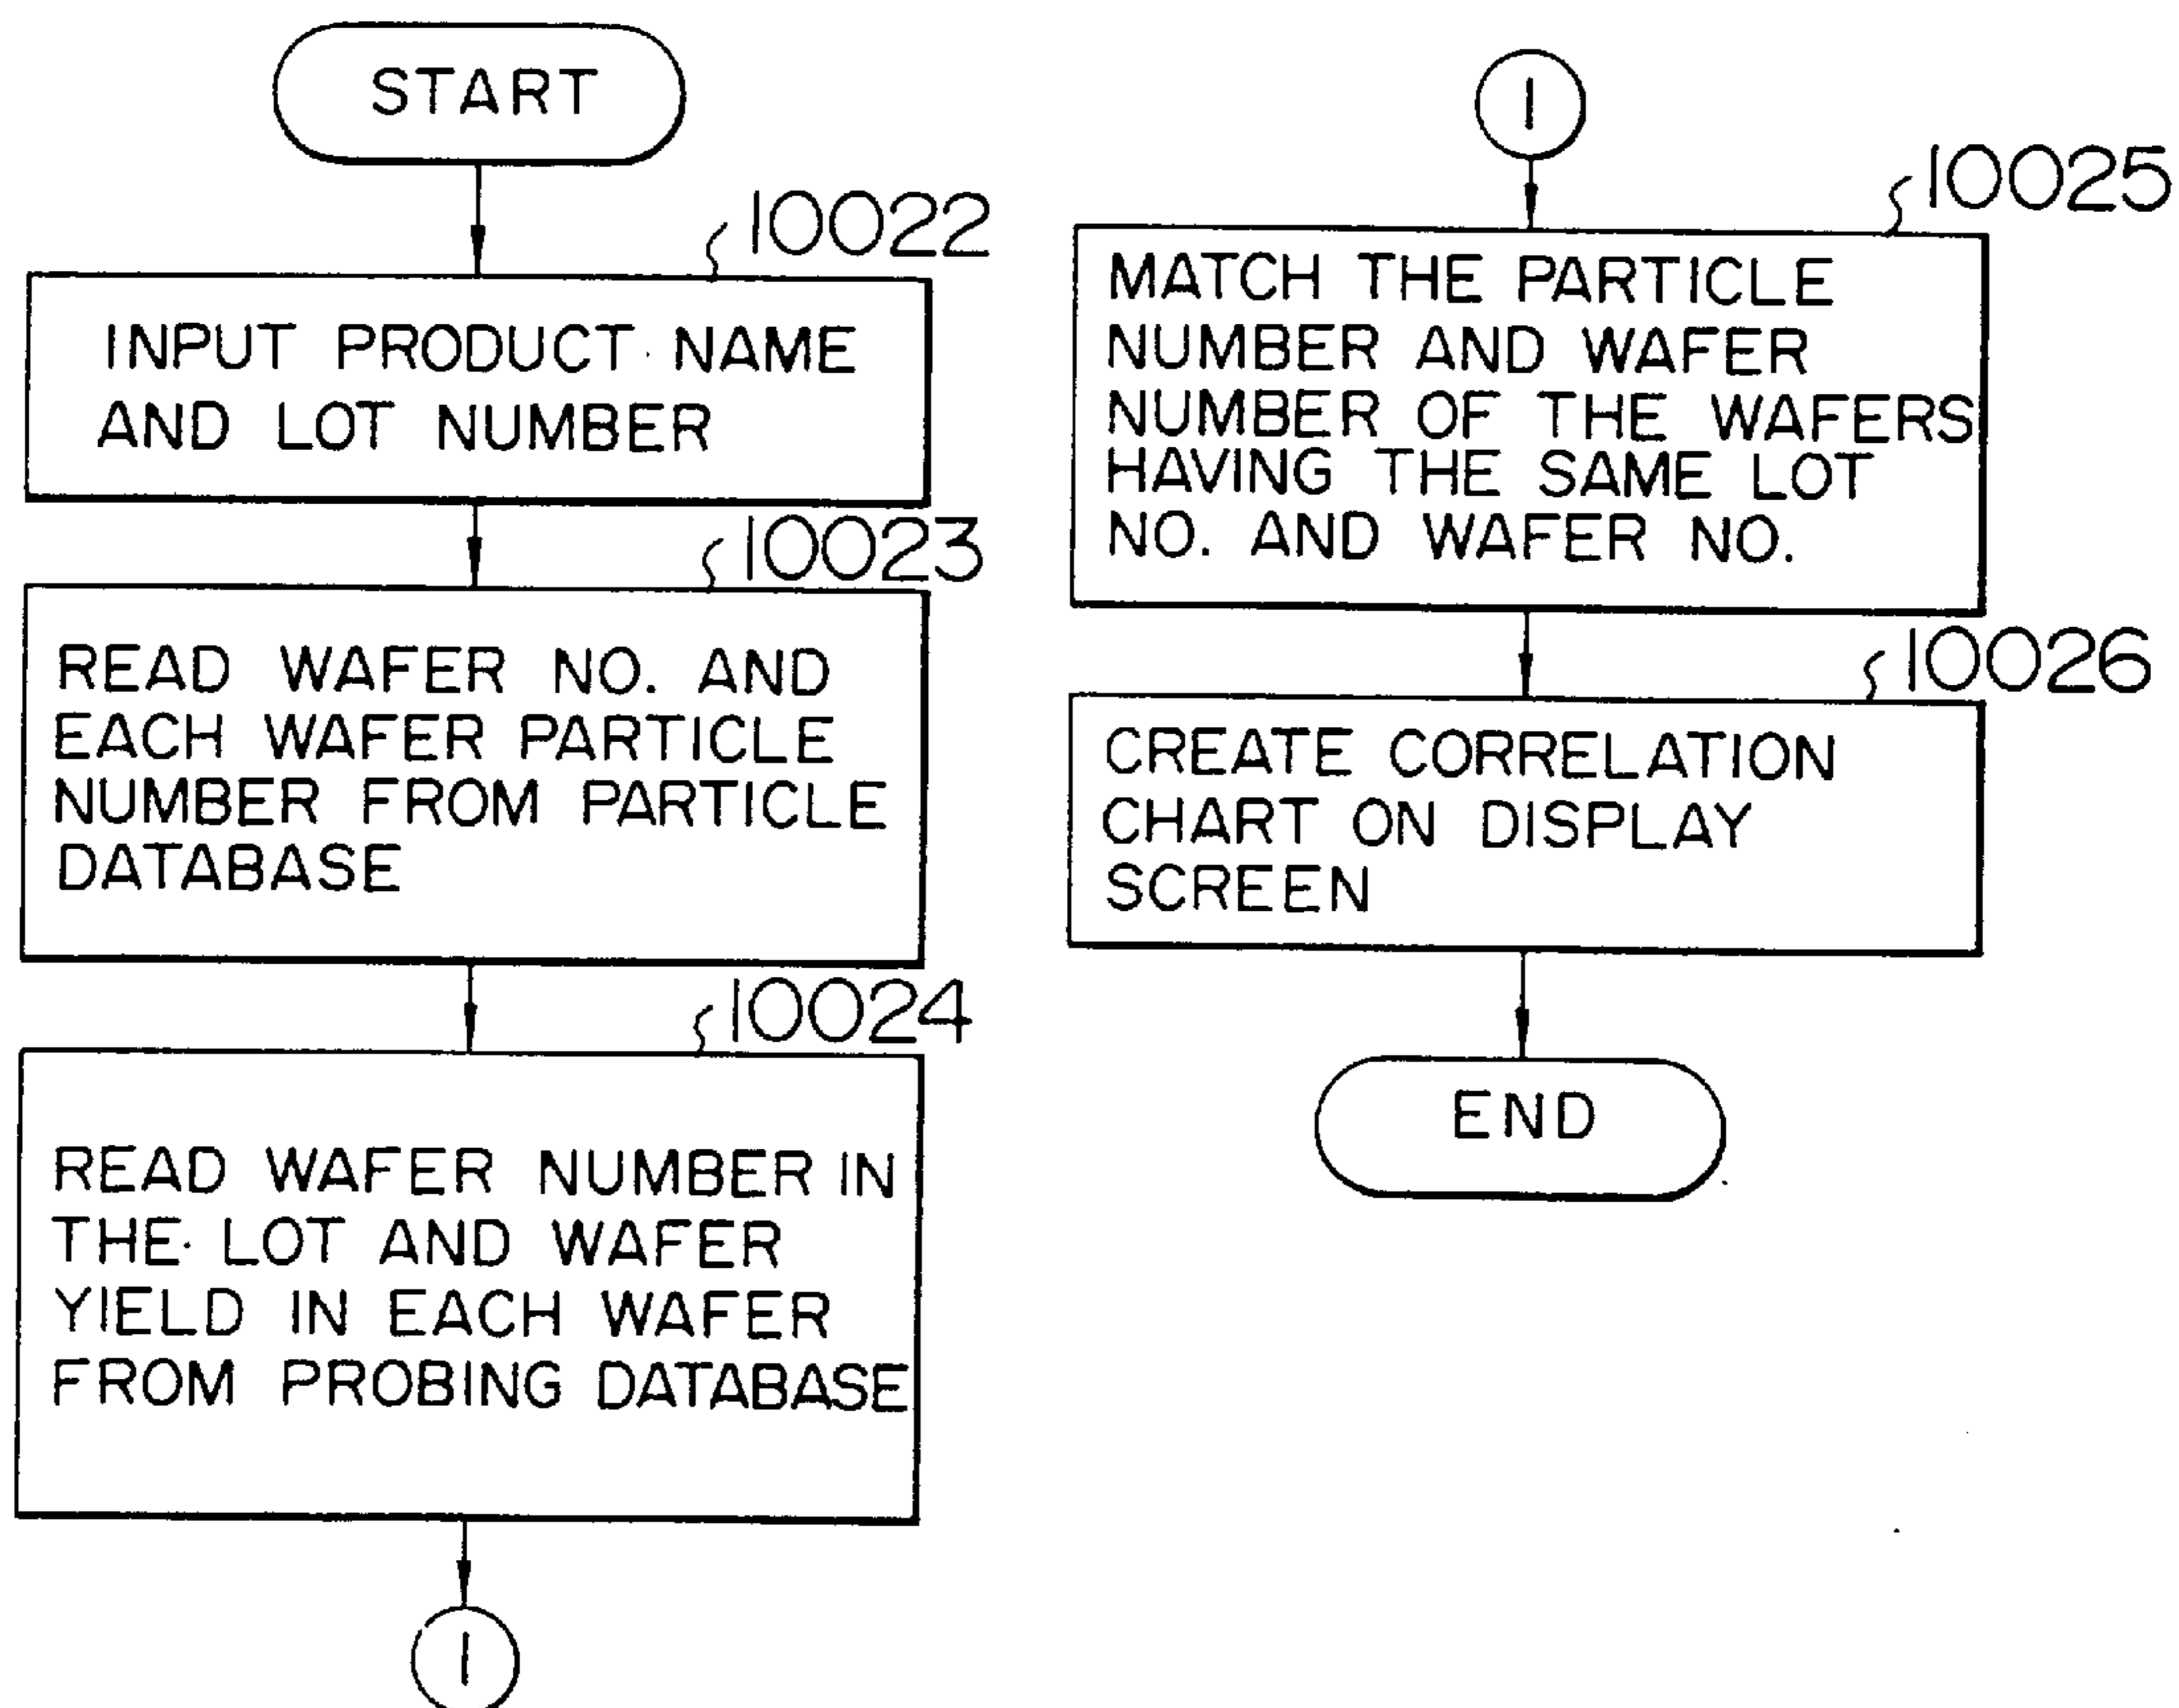 START
10022
INPUT PRODUCT NAME
AND LOT NUMBER
10023
READ WAFER NO. AND
EACH WAFER PARTICLE
NUMBER FROM PARTICLE
DATABASE
10024
READ WAFER NUMBER IN
THE LOT AND WAFER
YIELD IN EACH WAFER
FROM PROBING DATABASE
1
1
10025
MATCH THE PARTICLE
NUMBER AND WAFER
NUMBER OF THE WAFERS
HAVING THE SAME LOT
NO. AND WAFER NO.
10026
CREATE CORRELATION
CHART ON DISPLAY
SCREEN
END